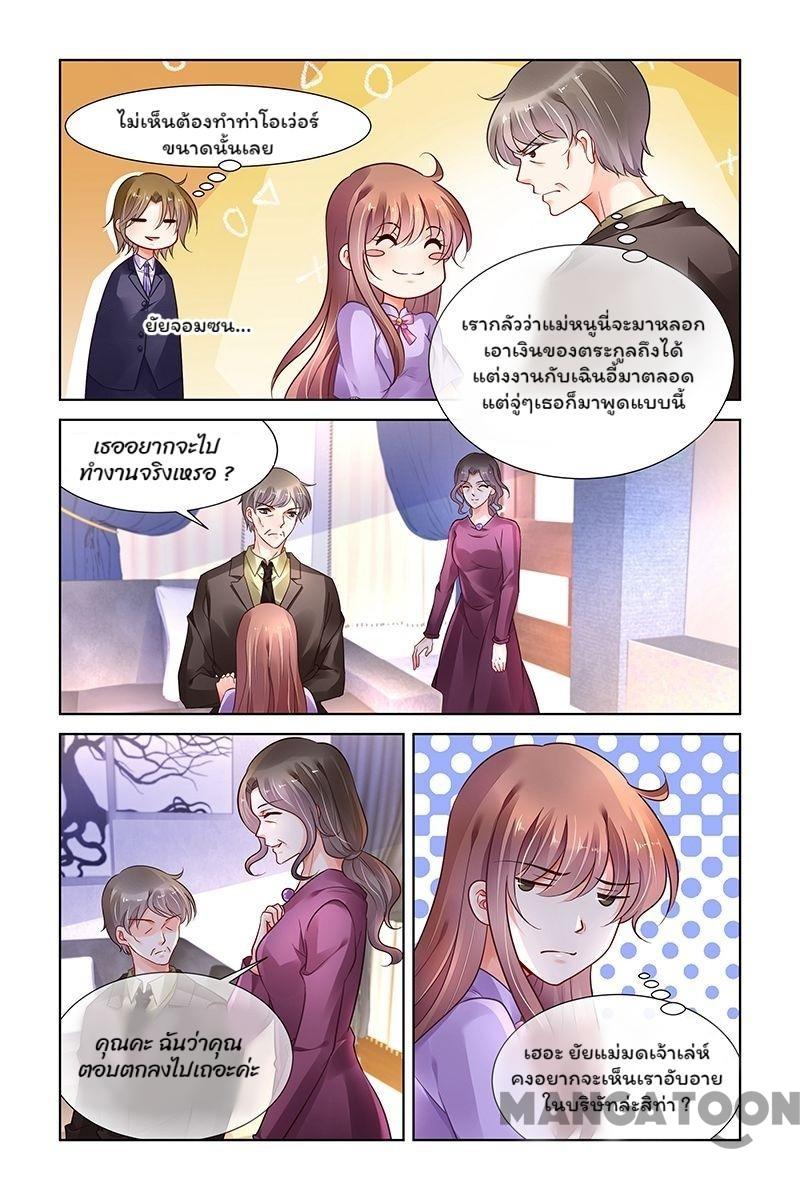 ไม่เห็นต้องทำท่าโอเว่อร์
ขนาดนั้นเลย
ยัยจอมซน...
เรากลัวว่าแม่หนูนี่จะมาหลอก
เอาเงินของตระกูลถึงได้
แต่งงานกับเฉินอี้มาตลอด
แต่จู่ๆเธอก็มาพูดแบบนี้
เธออยากจะไป
ทำงานจริงเหรอ ?
คุณคะ ฉันว่าคุณ
ตอบตกลงไปเถอะค่ะ
เฮอะ ยัยแม่มดเจ้าเล่ห์
คงอยากจะเห็นเราอับอาย
ในบริษัทล่ะสิท่า ?
MANGATOON